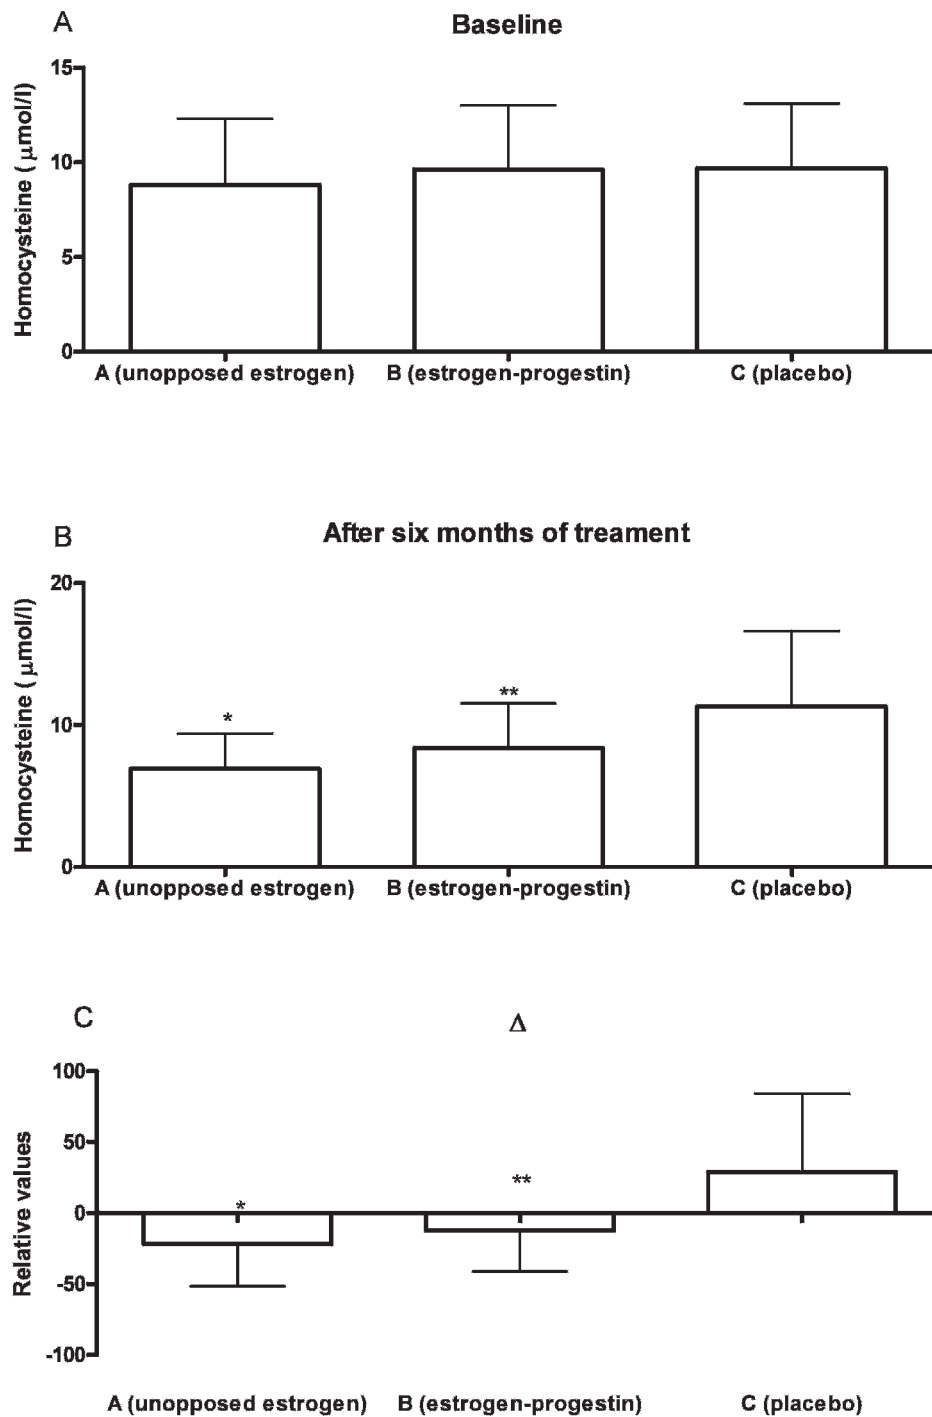 A
Baseline
Homocysteine ( μmol/l)
15
10
5
0
A (unopposed estrogen) B (estrogen-progestin) C (placebo)
B
After six months of treament
Homocysteine ( μmol/l)
20
10
0
*
**
A (unopposed estrogen) B (estrogen-progestin) C (placebo)
C
Δ
Relative values
100
50
0
-50
-100
*
**
A (unopposed estrogen) B (estrogen-progestin) C (placebo)